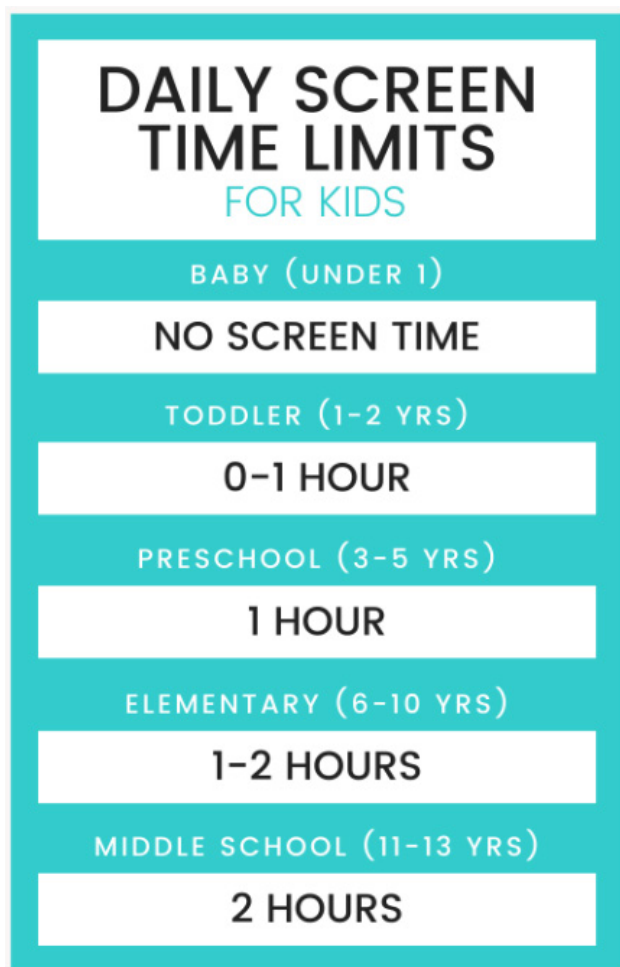 DAILY SCREEN
TIME LIMITS
FOR KIDS
BABY (UNDER 1)
NO SCREEN TIME
TODDLER (1-2 YRS)
0-1 HOUR
PRESCHOOL (3-5 YRS)
1 HOUR
ELEMENTARY (6-10 YRS)
1-2 HOURS
MIDDLE SCHOOL (11-13 YRS)
2 HOURS